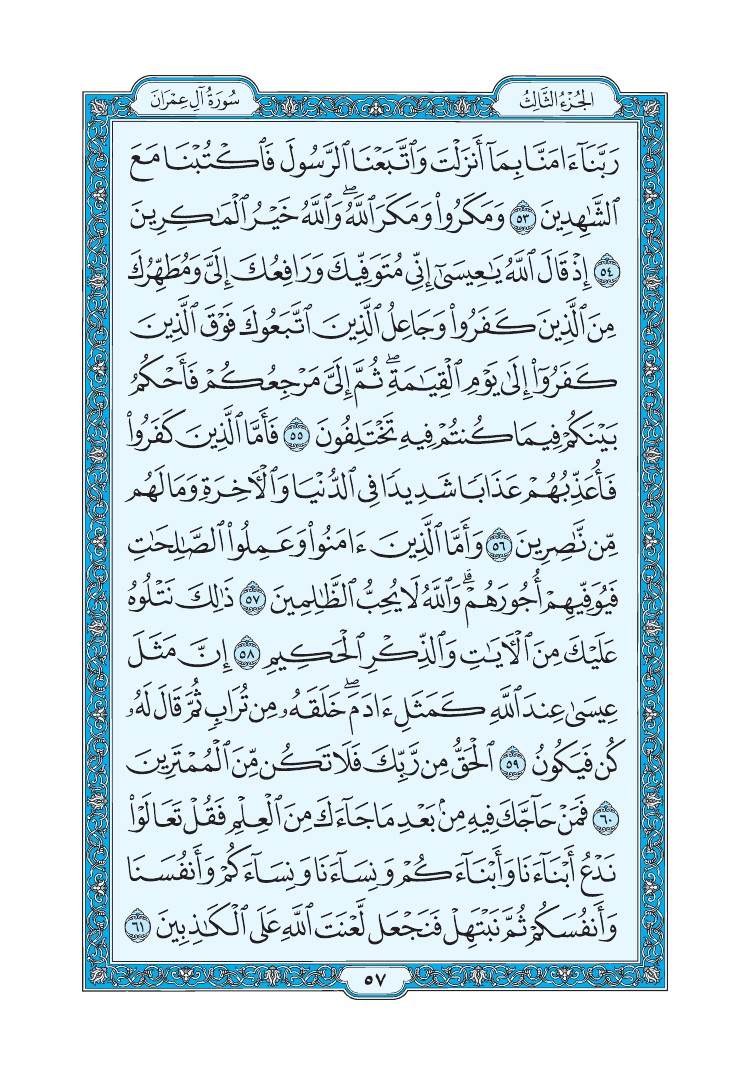 الجُزْءُ الثَّالِثُ
سُورَةُ آلِ عِمْرَانَ
رَبَّنَآ ءَامَنَّا بِمَآ أَنزَلْتَ وَٱتَّبَعْنَا ٱلرَّسُولَ فَٱكْتُبْنَا مَعَ
ٱلشَّٰهِدِينَ ٥٣ وَمَكَرُوا۟ وَمَكَرَ ٱللَّهُۖ وَٱللَّهُ خَيْرُ ٱلْمَٰكِرِينَ
٥٤ إِذْ قَالَ ٱللَّهُ يَٰعِيسَىٰٓ إِنِّى مُتَوَفِّيكَ وَرَافِعُكَ إِلَىَّ وَمُطَهِّرُكَ
مِنَ ٱلَّذِينَ كَفَرُوا۟ وَجَاعِلُ ٱلَّذِينَ ٱتَّبَعُوكَ فَوْقَ ٱلَّذِينَ
كَفَرُوٓا۟ إِلَىٰ يَوْمِ ٱلْقِيَٰمَةِۖ ثُمَّ إِلَىَّ مَرْجِعُكُمْ فَأَحْكُمُ
بَيْنَكُمْ فِيمَا كُنتُمْ فِيهِ تَخْتَلِفُونَ ٥٥ فَأَمَّا ٱلَّذِينَ كَفَرُوا۟
فَأُعَذِّبُهُمْ عَذَابًا شَدِيدًا فِى ٱلدُّنْيَا وَٱلْءَاخِرَةِ وَمَا لَهُم
مِّن نَّٰصِرِينَ ٥٦ وَأَمَّا ٱلَّذِينَ ءَامَنُوا۟ وَعَمِلُوا۟ ٱلصَّٰلِحَٰتِ
فَيُوَفِّيهِمْ أُجُورَهُمْۗ وَٱللَّهُ لَا يُحِبُّ ٱلظَّٰلِمِينَ ٥٧ ذَٰلِكَ نَتْلُوهُ
عَلَيْكَ مِنَ ٱلْءَايَٰتِ وَٱلذِّكْرِ ٱلْحَكِيمِ ٥٨ إِنَّ مَثَلَ
عِيسَىٰ عِندَ ٱللَّهِ كَمَثَلِ ءَادَمَۖ خَلَقَهُۥ مِن تُرَابٍ ثُمَّ قَالَ لَهُۥ
كُن فَيَكُونُ ٥٩ ٱلْحَقُّ مِن رَّبِّكَ فَلَا تَكُن مِّنَ ٱلْمُمْتَرِينَ
٦٠ فَمَنْ حَآجَّكَ فِيهِ مِنۢ بَعْدِ مَا جَآءَكَ مِنَ ٱلْعِلْمِ فَقُلْ تَعَالَوْا۟
نَدْعُ أَبْنَآءَنَا وَأَبْنَآءَكُمْ وَنِسَآءَنَا وَنِسَآءَكُمْ وَأَنفُسَنَا
وَأَنفُسَكُمْ ثُمَّ نَبْتَهِلْ فَنَجْعَل لَّعْنَتَ ٱللَّهِ عَلَى ٱلْكَٰذِبِينَ ٦١
٥٧